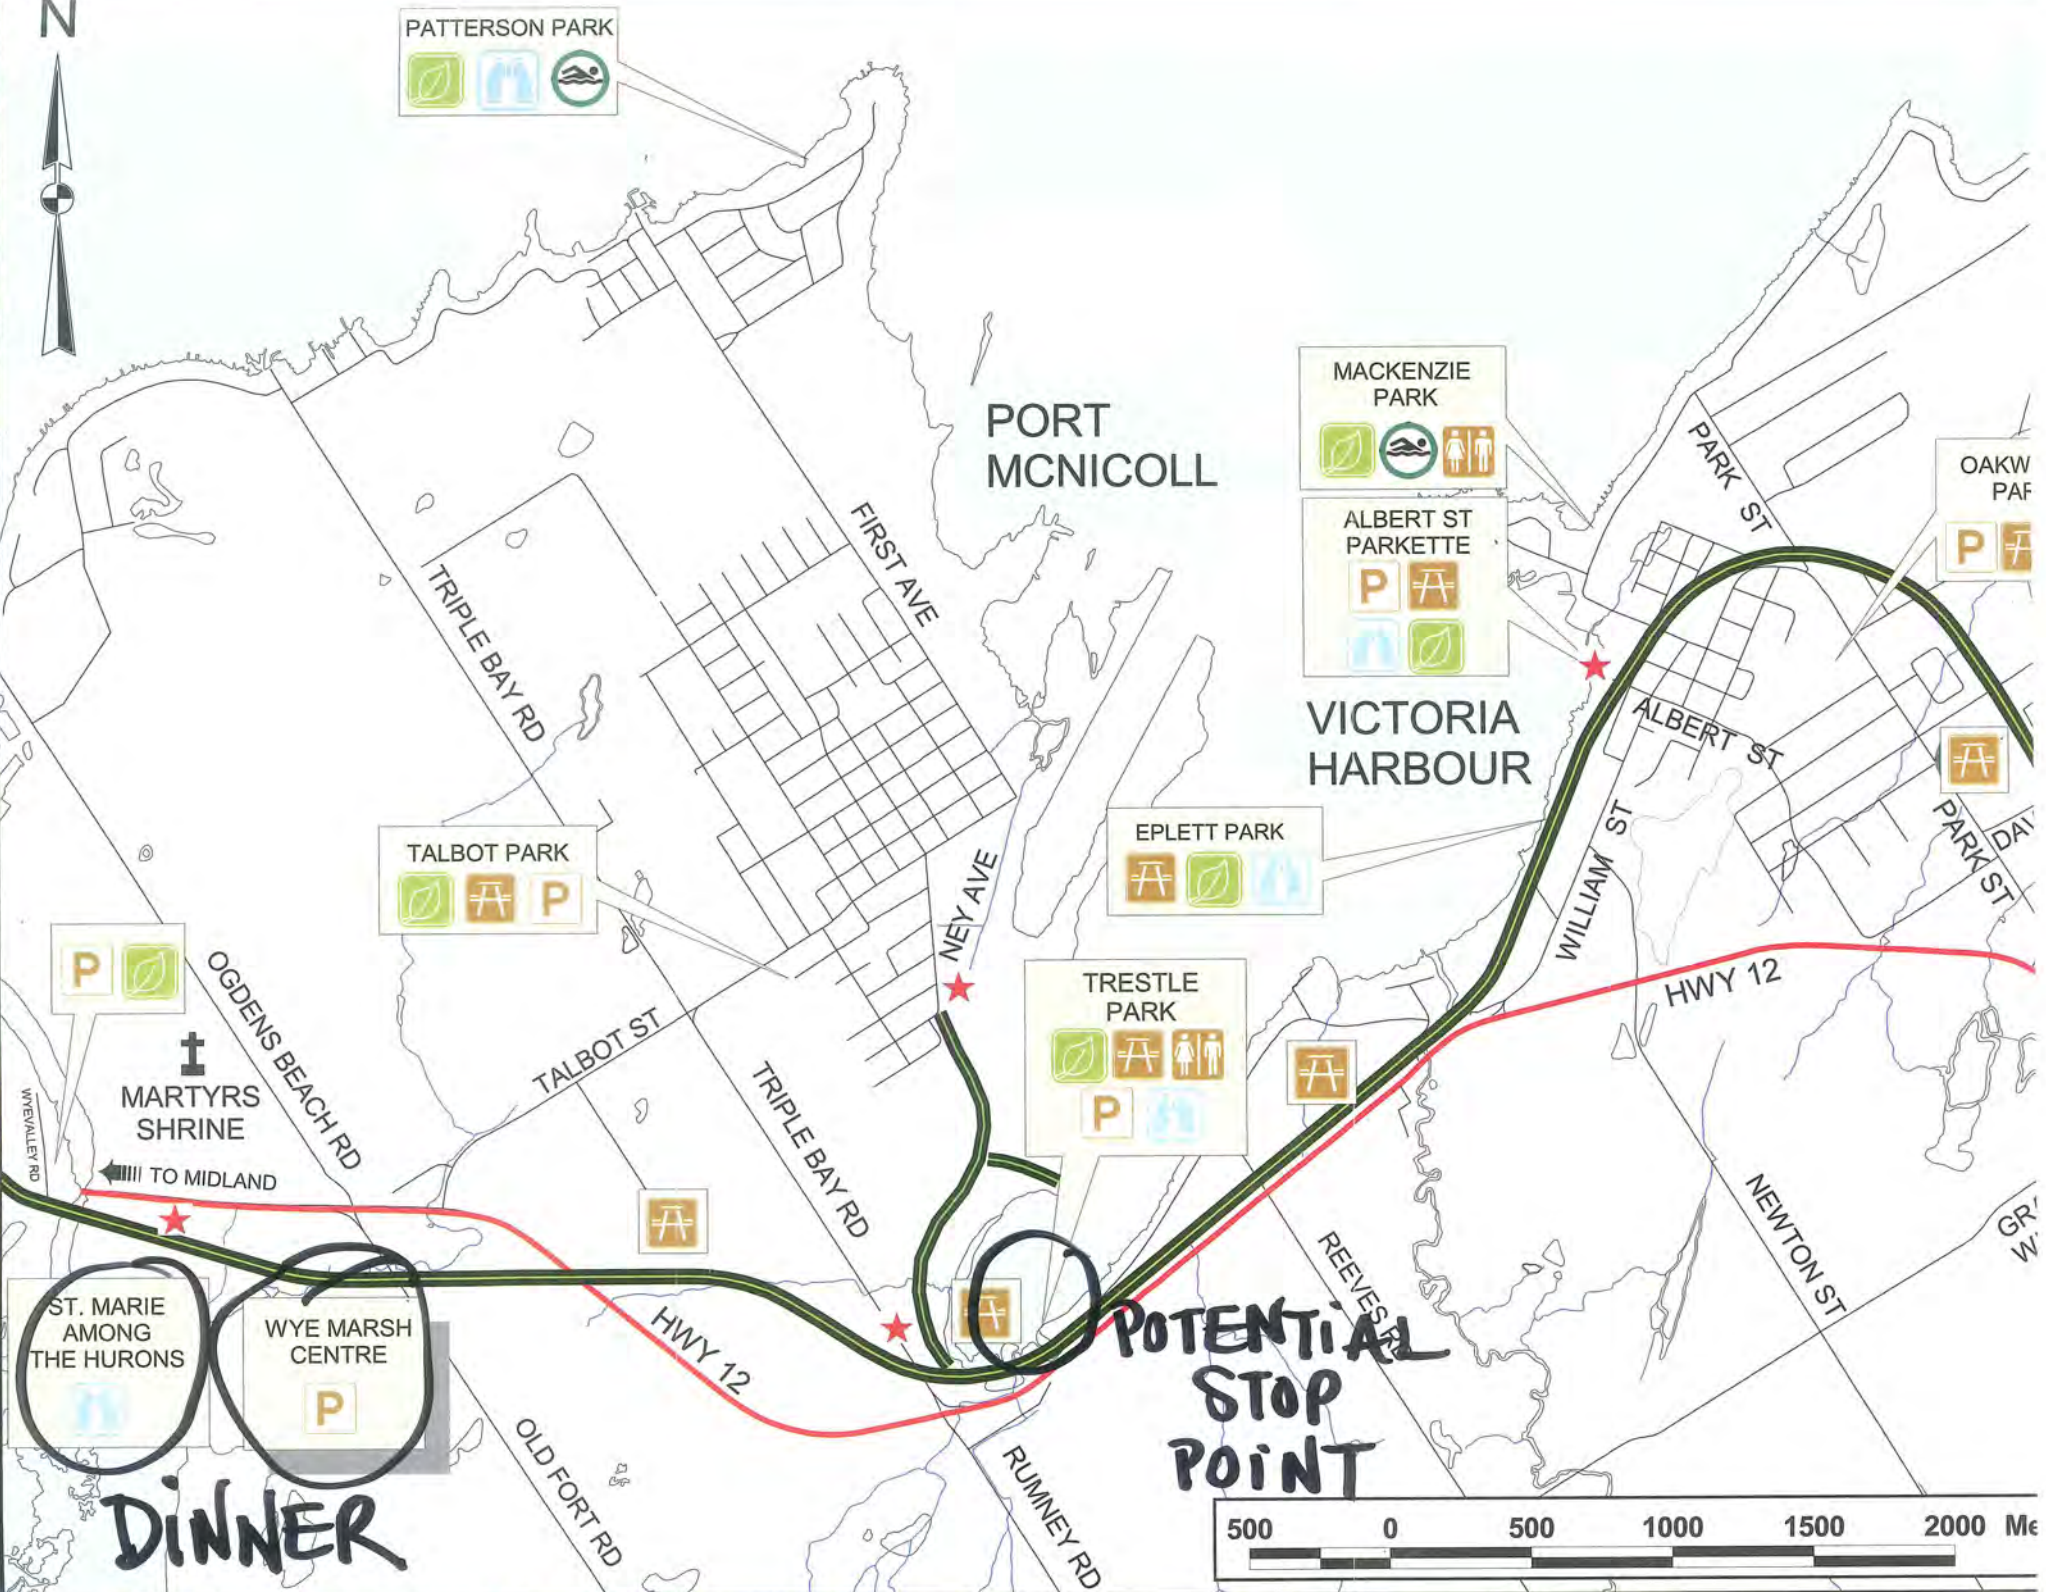 N
PATTERSON PARK
PORT
MCNICOLL
MACKENZIE
PARK
PARK ST
OAKW
PAR
P
ALBERT ST
PARKETTE
P
FIRST AVE
TRIPLE BAY RD
VICTORIA
HARBOUR
ALBERT ST
EPLETT PARK
WILLIAM ST
PARK ST
DAV
TALBOT PARK
P
NEY AVE
P
OGDENS BEACH RD
TALBOT ST
TRESTLE
PARK
P
HWY 12
MARTYRS
SHRINE
WYEVALLEY RD
TO MIDLAND
TRIPLE BAY RD
NEWTON ST
GR
W
REEVES RD
ST. MARIE
AMONG
THE HURONS
WYE MARSH
CENTRE
P
HWY 12
POTENTIAL
STOP
POINT
DINNER
OLD FORT RD
RUMNEY RD
500 0 500 1000 1500 2000 Me